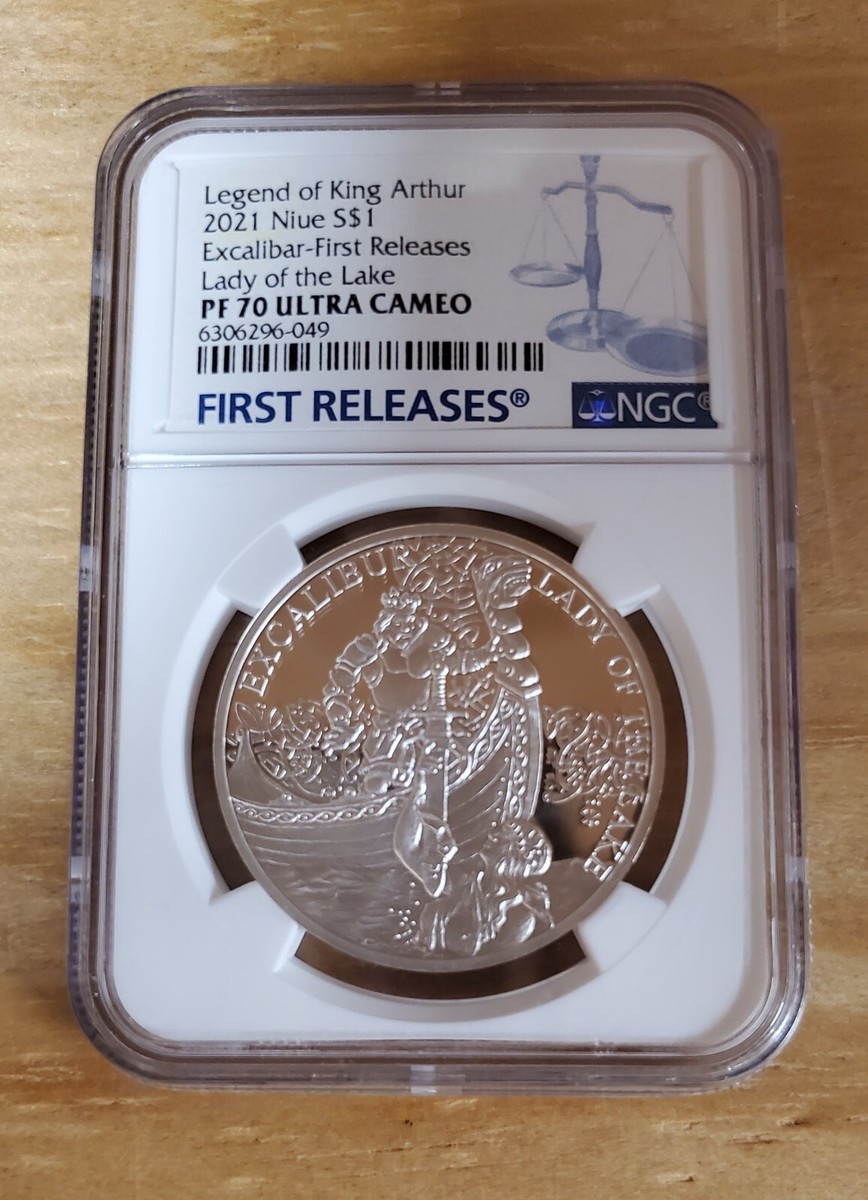 Legend of King Arthur
2021 Niue S$1
Excalibar-First Releases
Lady of the Lake
PF 70 ULTRA CAMEO
6306296-049
FIRST RELEASES®
NGC®
EXCALIBUR
LADY OF THE LAKE